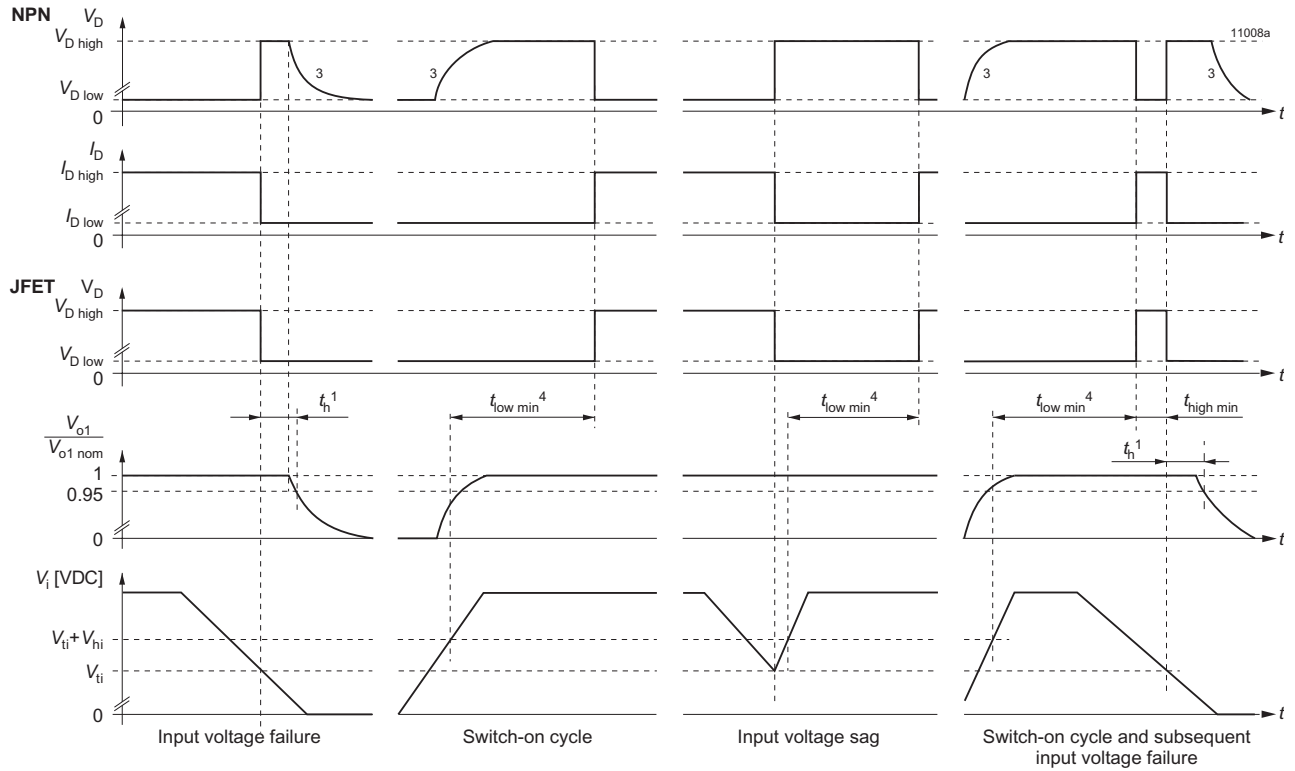 NPN V_D
V_D high
3
3
3
3
11008a
V_D low
0
t
I_D
I_D high
I_D low
0
t
JFET V_D
V_D high
V_D low
0
t
t_h^1
t_low min^4
t_low min^4
t_low min^4
t_high min
V_o1
V_o1 nom
t_h^1
1
0.95
0
t
V_i [VDC]
V_ti + V_hi
V_ti
0
t
Input voltage failure
Switch-on cycle
Input voltage sag
Switch-on cycle and subsequent
input voltage failure